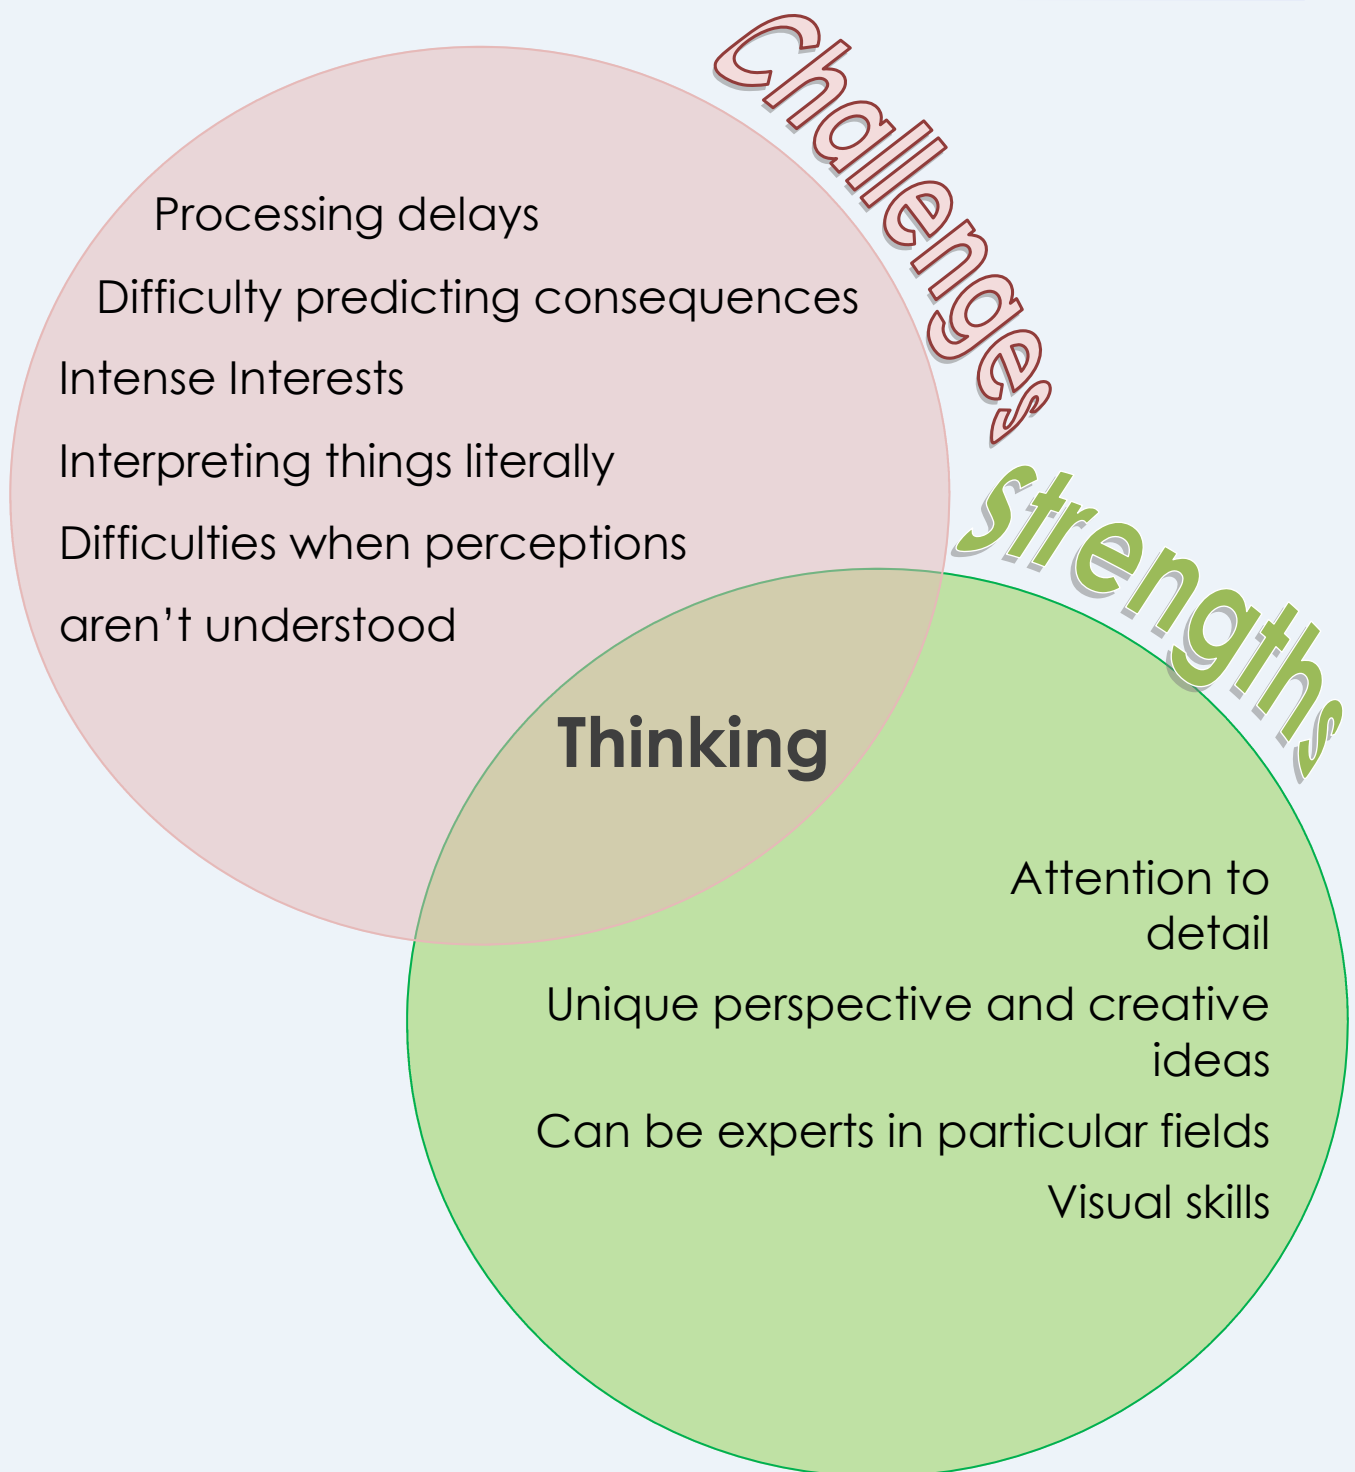 Challenges
Processing delays
Difficulty predicting consequences
Intense Interests
Interpreting things literally
Difficulties when perceptions
aren’t understood
strengths
Thinking
Attention to
detail
Unique perspective and creative
ideas
Can be experts in particular fields
Visual skills